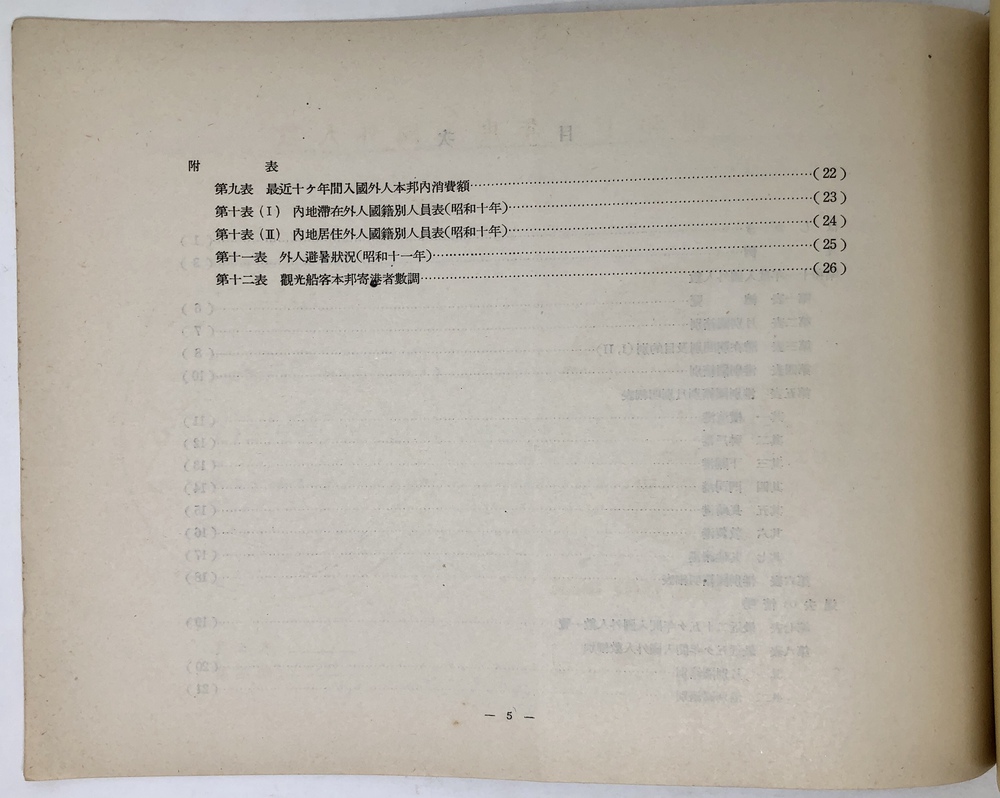 附　表
第九表　最近十ヶ年間入國外人本邦內消費額……(22)
第十表(Ⅰ)　內地滯在外人國籍別人員表(昭和十年)……(23)
第十表(Ⅱ)　內地居住外人國籍別人員表(昭和十年)……(24)
第十一表　外人避暑狀況(昭和十一年)……(25)
第十二表　觀光船客本邦寄港者數調……(26)
— 5 —